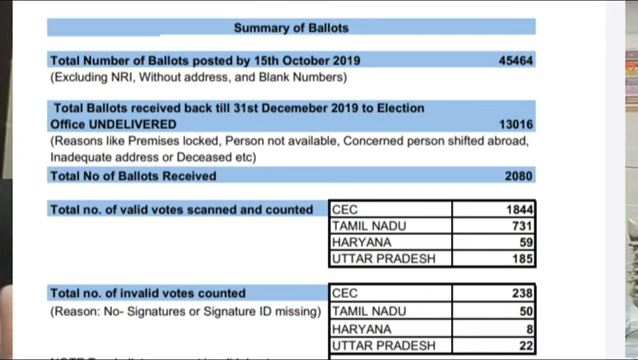 Summary of Ballots
Total Number of Ballots posted by 15th October 2019 45464
(Excluding NRI, Without address, and Blank Numbers)
Total Ballots received back till 31st Decemeber 2019 to Election
Office UNDELIVERED 13016
(Reasons like Premises locked, Person not available, Concerned person shifted abroad,
Inadequate address or Deceased etc)
Total No of Ballots Received 2080
Total no. of valid votes scanned and counted CEC 1844
TAMIL NADU 731
HARYANA 59
UTTAR PRADESH 185
Total no. of invalid votes counted CEC 238
(Reason: No- Signatures or Signature ID missing) TAMIL NADU 50
HARYANA 8
UTTAR PRADESH 22